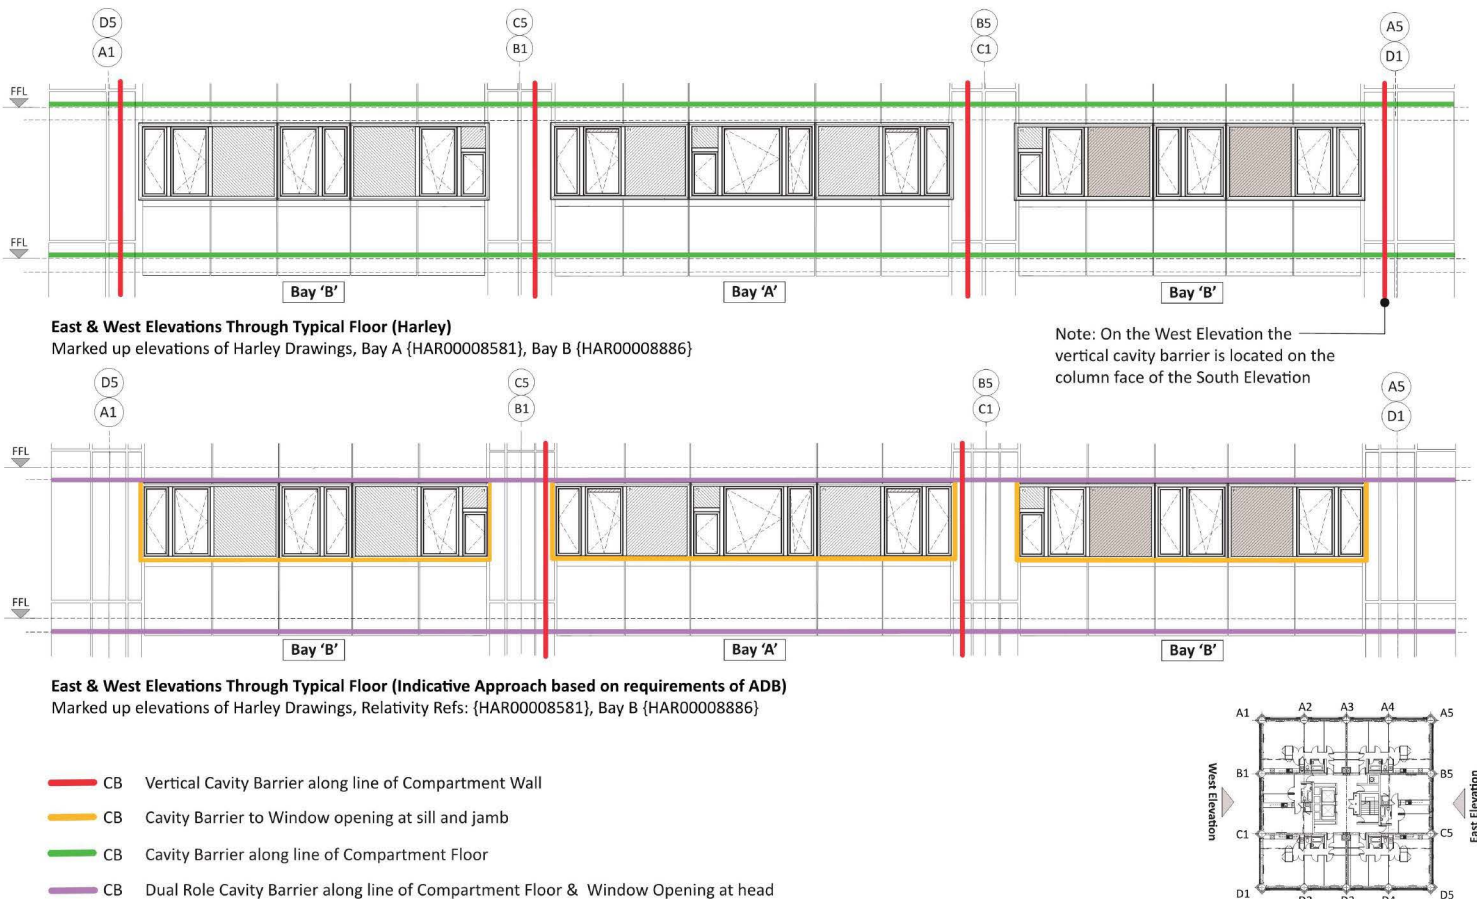 D5
C5
B5
A5
A1
B1
C1
D1
FFL
FFL
Bay ‘B’
Bay ‘A’
Bay ‘B’
East & West Elevations Through Typical Floor (Harley)
Marked up elevations of Harley Drawings, Bay A {HAR00008581}, Bay B {HAR00008886}
Note: On the West Elevation the
vertical cavity barrier is located on the
column face of the South Elevation
D5
C5
B5
A5
A1
B1
C1
D1
FFL
FFL
Bay ‘B’
Bay ‘A’
Bay ‘B’
East & West Elevations Through Typical Floor (Indicative Approach based on requirements of ADB)
Marked up elevations of Harley Drawings, Relativity Refs: {HAR00008581}, Bay B {HAR00008886}
CB Vertical Cavity Barrier along line of Compartment Wall
CB Cavity Barrier to Window opening at sill and jamb
CB Cavity Barrier along line of Compartment Floor
CB Dual Role Cavity Barrier along line of Compartment Floor & Window Opening at head
A1 A2 A3 A4 A5
B1 B5
West Elevation
East Elevation
C1 C5
D1 D2 D3 D4 D5